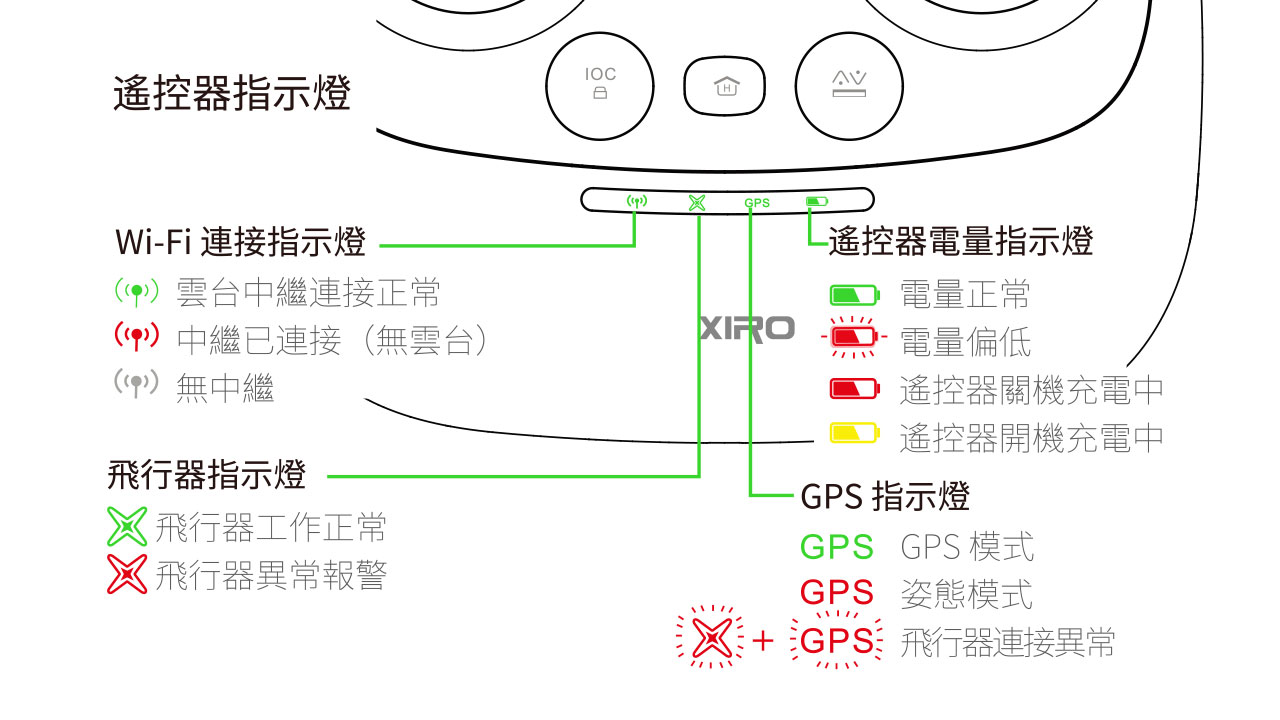 遙控器指示燈
IOC
H
GPS
Wi-Fi 連接指示燈
雲台中繼連接正常
中繼已連接（無雲台）
無中繼
遙控器電量指示燈
電量正常
電量偏低
遙控器關機充電中
遙控器開機充電中
XIRO
飛行器指示燈
飛行器工作正常
飛行器異常報警
GPS 指示燈
GPS GPS 模式
GPS 姿態模式
+ GPS 飛行器連接異常